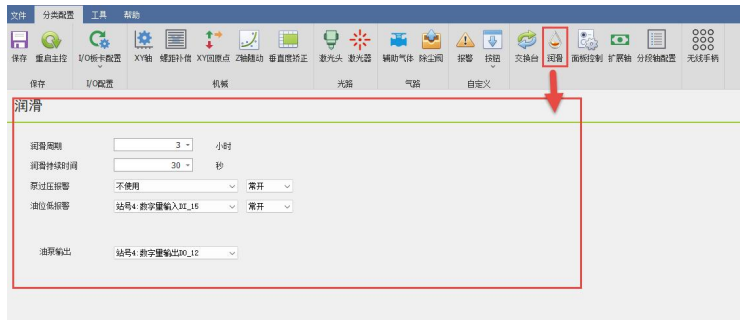 文件 分类配置 工具 帮助
保存 重启主控 I/O板卡配置 XY轴 螺距补偿 XY回原点 Z轴随动 垂直度矫正 激光头 激光器 辅助气体 除尘阀 报警 按钮 交换台 润滑 面板控制 扩展轴 分段轴配置 无线手柄
保存 I/O配置 机械 光路 气路 自定义
润滑
润滑周期 3 小时
润滑持续时间 30 秒
泵过压报警 不使用 常开
油位低报警 站号4:数字量输入DI_15 常开
油泵输出 站号4:数字量输出DO_12